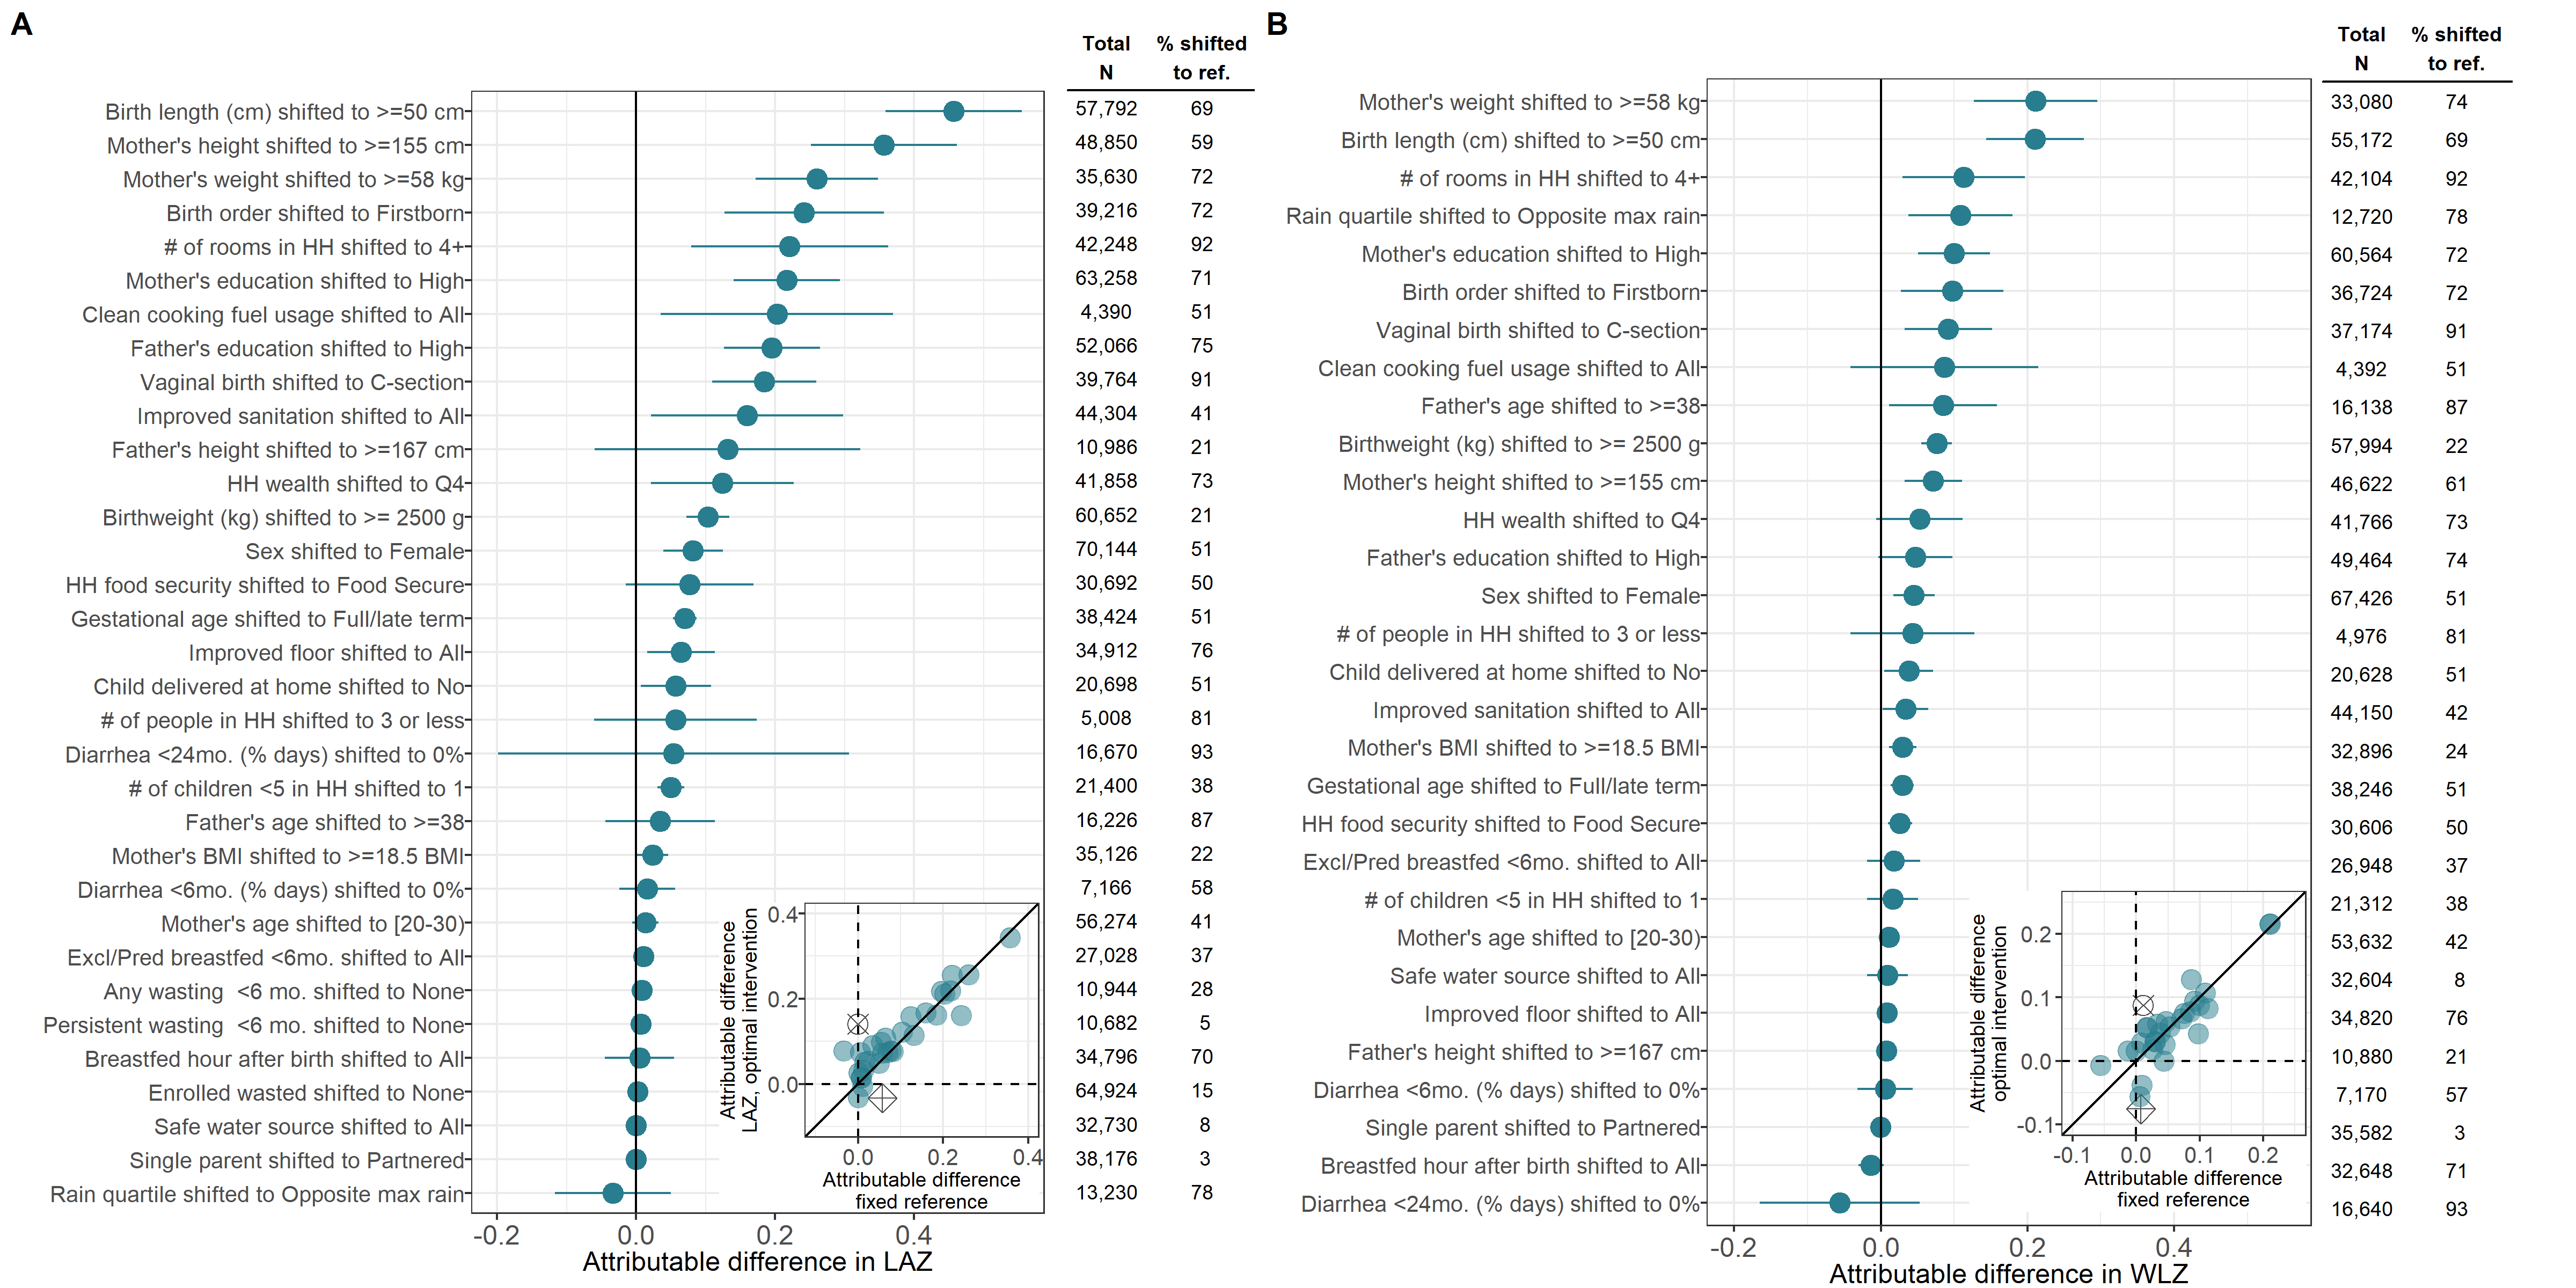 A
Total % shifted
N to ref.
Birth length (cm) shifted to >=50 cm 57,792 69
Mother's height shifted to >=155 cm 48,850 59
Mother's weight shifted to >=58 kg 35,630 72
Birth order shifted to Firstborn 39,216 72
# of rooms in HH shifted to 4+ 42,248 92
Mother's education shifted to High 63,258 71
Clean cooking fuel usage shifted to All 4,390 51
Father's education shifted to High 52,066 75
Vaginal birth shifted to C-section 39,764 91
Improved sanitation shifted to All 44,304 41
Father's height shifted to >=167 cm 10,986 21
HH wealth shifted to Q4 41,858 73
Birthweight (kg) shifted to >= 2500 g 60,652 21
Sex shifted to Female 70,144 51
HH food security shifted to Food Secure 30,692 50
Gestational age shifted to Full/late term 38,424 51
Improved floor shifted to All 34,912 76
Child delivered at home shifted to No 20,698 51
# of people in HH shifted to 3 or less 5,008 81
Diarrhea <24mo. (% days) shifted to 0% 16,670 93
# of children <5 in HH shifted to 1 21,400 38
Father's age shifted to >=38 16,226 87
Mother's BMI shifted to >=18.5 BMI 35,126 22
Diarrhea <6mo. (% days) shifted to 0% 7,166 58
Mother's age shifted to [20-30) 56,274 41
Excl/Pred breastfed <6mo. shifted to All 27,028 37
Any wasting <6 mo. shifted to None 10,944 28
Persistent wasting <6 mo. shifted to None 10,682 5
Breastfed hour after birth shifted to All 34,796 70
Enrolled wasted shifted to None 64,924 15
Safe water source shifted to All 32,730 8
Single parent shifted to Partnered 38,176 3
Rain quartile shifted to Opposite max rain 13,230 78
-0.2 0.0 0.2 0.4
Attributable difference in LAZ
Attributable difference
LAZ, optimal intervention
0.4
0.2
0.0
0.0 0.2 0.4
Attributable difference
fixed reference
B
Total % shifted
N to ref.
Mother's weight shifted to >=58 kg 33,080 74
Birth length (cm) shifted to >=50 cm 55,172 69
# of rooms in HH shifted to 4+ 42,104 92
Rain quartile shifted to Opposite max rain 12,720 78
Mother's education shifted to High 60,564 72
Birth order shifted to Firstborn 36,724 72
Vaginal birth shifted to C-section 37,174 91
Clean cooking fuel usage shifted to All 4,392 51
Father's age shifted to >=38 16,138 87
Birthweight (kg) shifted to >= 2500 g 57,994 22
Mother's height shifted to >=155 cm 46,622 61
HH wealth shifted to Q4 41,766 73
Father's education shifted to High 49,464 74
Sex shifted to Female 67,426 51
# of people in HH shifted to 3 or less 4,976 81
Child delivered at home shifted to No 20,628 51
Improved sanitation shifted to All 44,150 42
Mother's BMI shifted to >=18.5 BMI 32,896 24
Gestational age shifted to Full/late term 38,246 51
HH food security shifted to Food Secure 30,606 50
Excl/Pred breastfed <6mo. shifted to All 26,948 37
# of children <5 in HH shifted to 1 21,312 38
Mother's age shifted to [20-30) 53,632 42
Safe water source shifted to All 32,604 8
Improved floor shifted to All 34,820 76
Father's height shifted to >=167 cm 10,880 21
Diarrhea <6mo. (% days) shifted to 0% 7,170 57
Single parent shifted to Partnered 35,582 3
Breastfed hour after birth shifted to All 32,648 71
Diarrhea <24mo. (% days) shifted to 0% 16,640 93
-0.2 0.0 0.2 0.4
Attributable difference in WLZ
Attributable difference
optimal intervention
0.2
0.1
0.0
-0.1
-0.1 0.0 0.1 0.2
Attributable difference
fixed reference